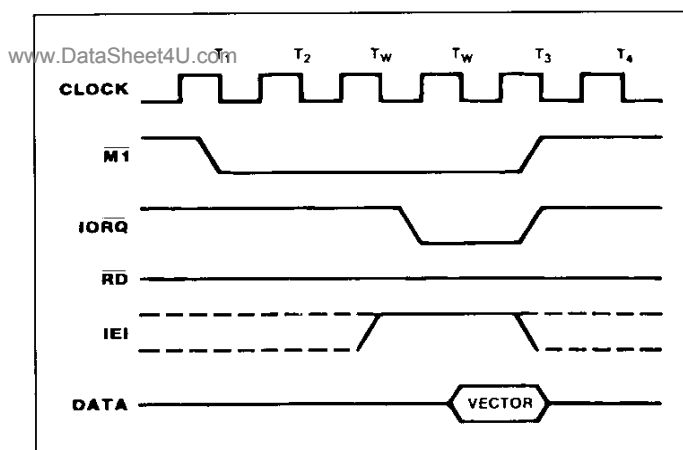 www.DataSheet4U.com
T1 T2 TW TW T3 T4
CLOCK
M1
IORQ
RD
IEI
DATA VECTOR